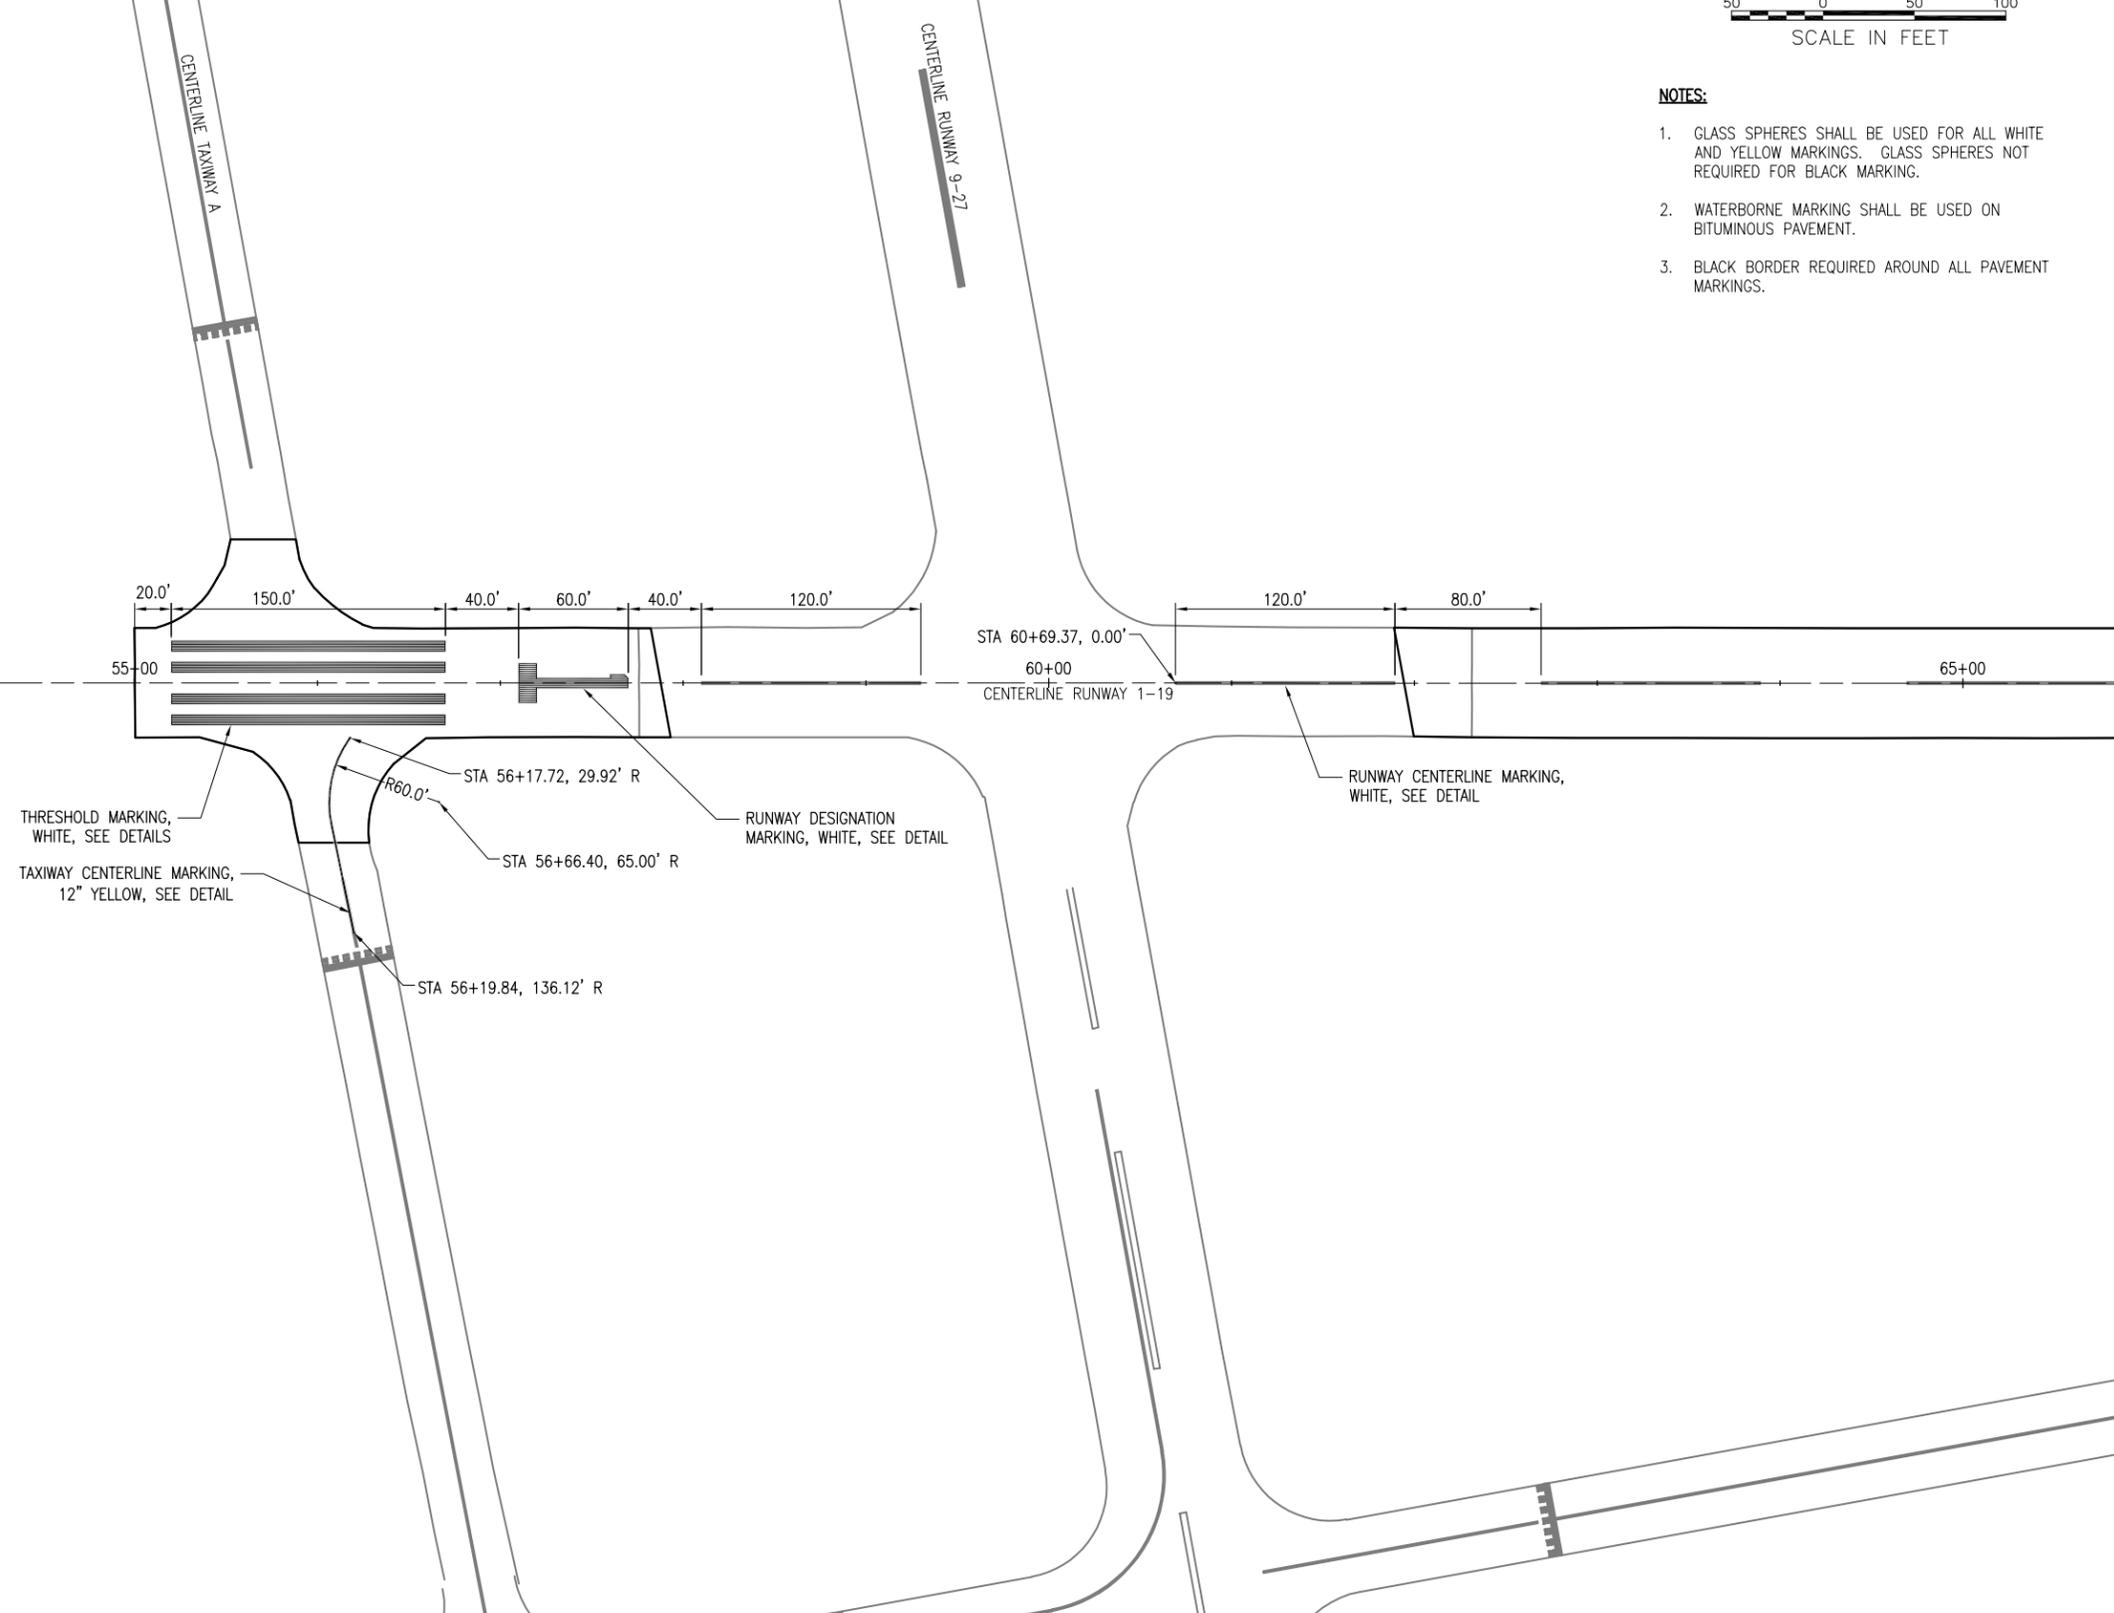 50 0 50 100
SCALE IN FEET
NOTES:
1. GLASS SPHERES SHALL BE USED FOR ALL WHITE
AND YELLOW MARKINGS. GLASS SPHERES NOT
REQUIRED FOR BLACK MARKING.
2. WATERBORNE MARKING SHALL BE USED ON
BITUMINOUS PAVEMENT.
3. BLACK BORDER REQUIRED AROUND ALL PAVEMENT
MARKINGS.
CENTERLINE TAXIWAY A
CENTERLINE RUNWAY 9-27
20.0' 150.0' 40.0' 60.0' 40.0' 120.0' 120.0' 80.0'
STA 60+69.37, 0.00'
55+00 60+00 65+00
CENTERLINE RUNWAY 1-19
STA 56+17.72, 29.92' R
R60.0'
RUNWAY CENTERLINE MARKING,
WHITE, SEE DETAIL
THRESHOLD MARKING,
WHITE, SEE DETAILS
RUNWAY DESIGNATION
MARKING, WHITE, SEE DETAIL
STA 56+66.40, 65.00' R
TAXIWAY CENTERLINE MARKING,
12" YELLOW, SEE DETAIL
STA 56+19.84, 136.12' R